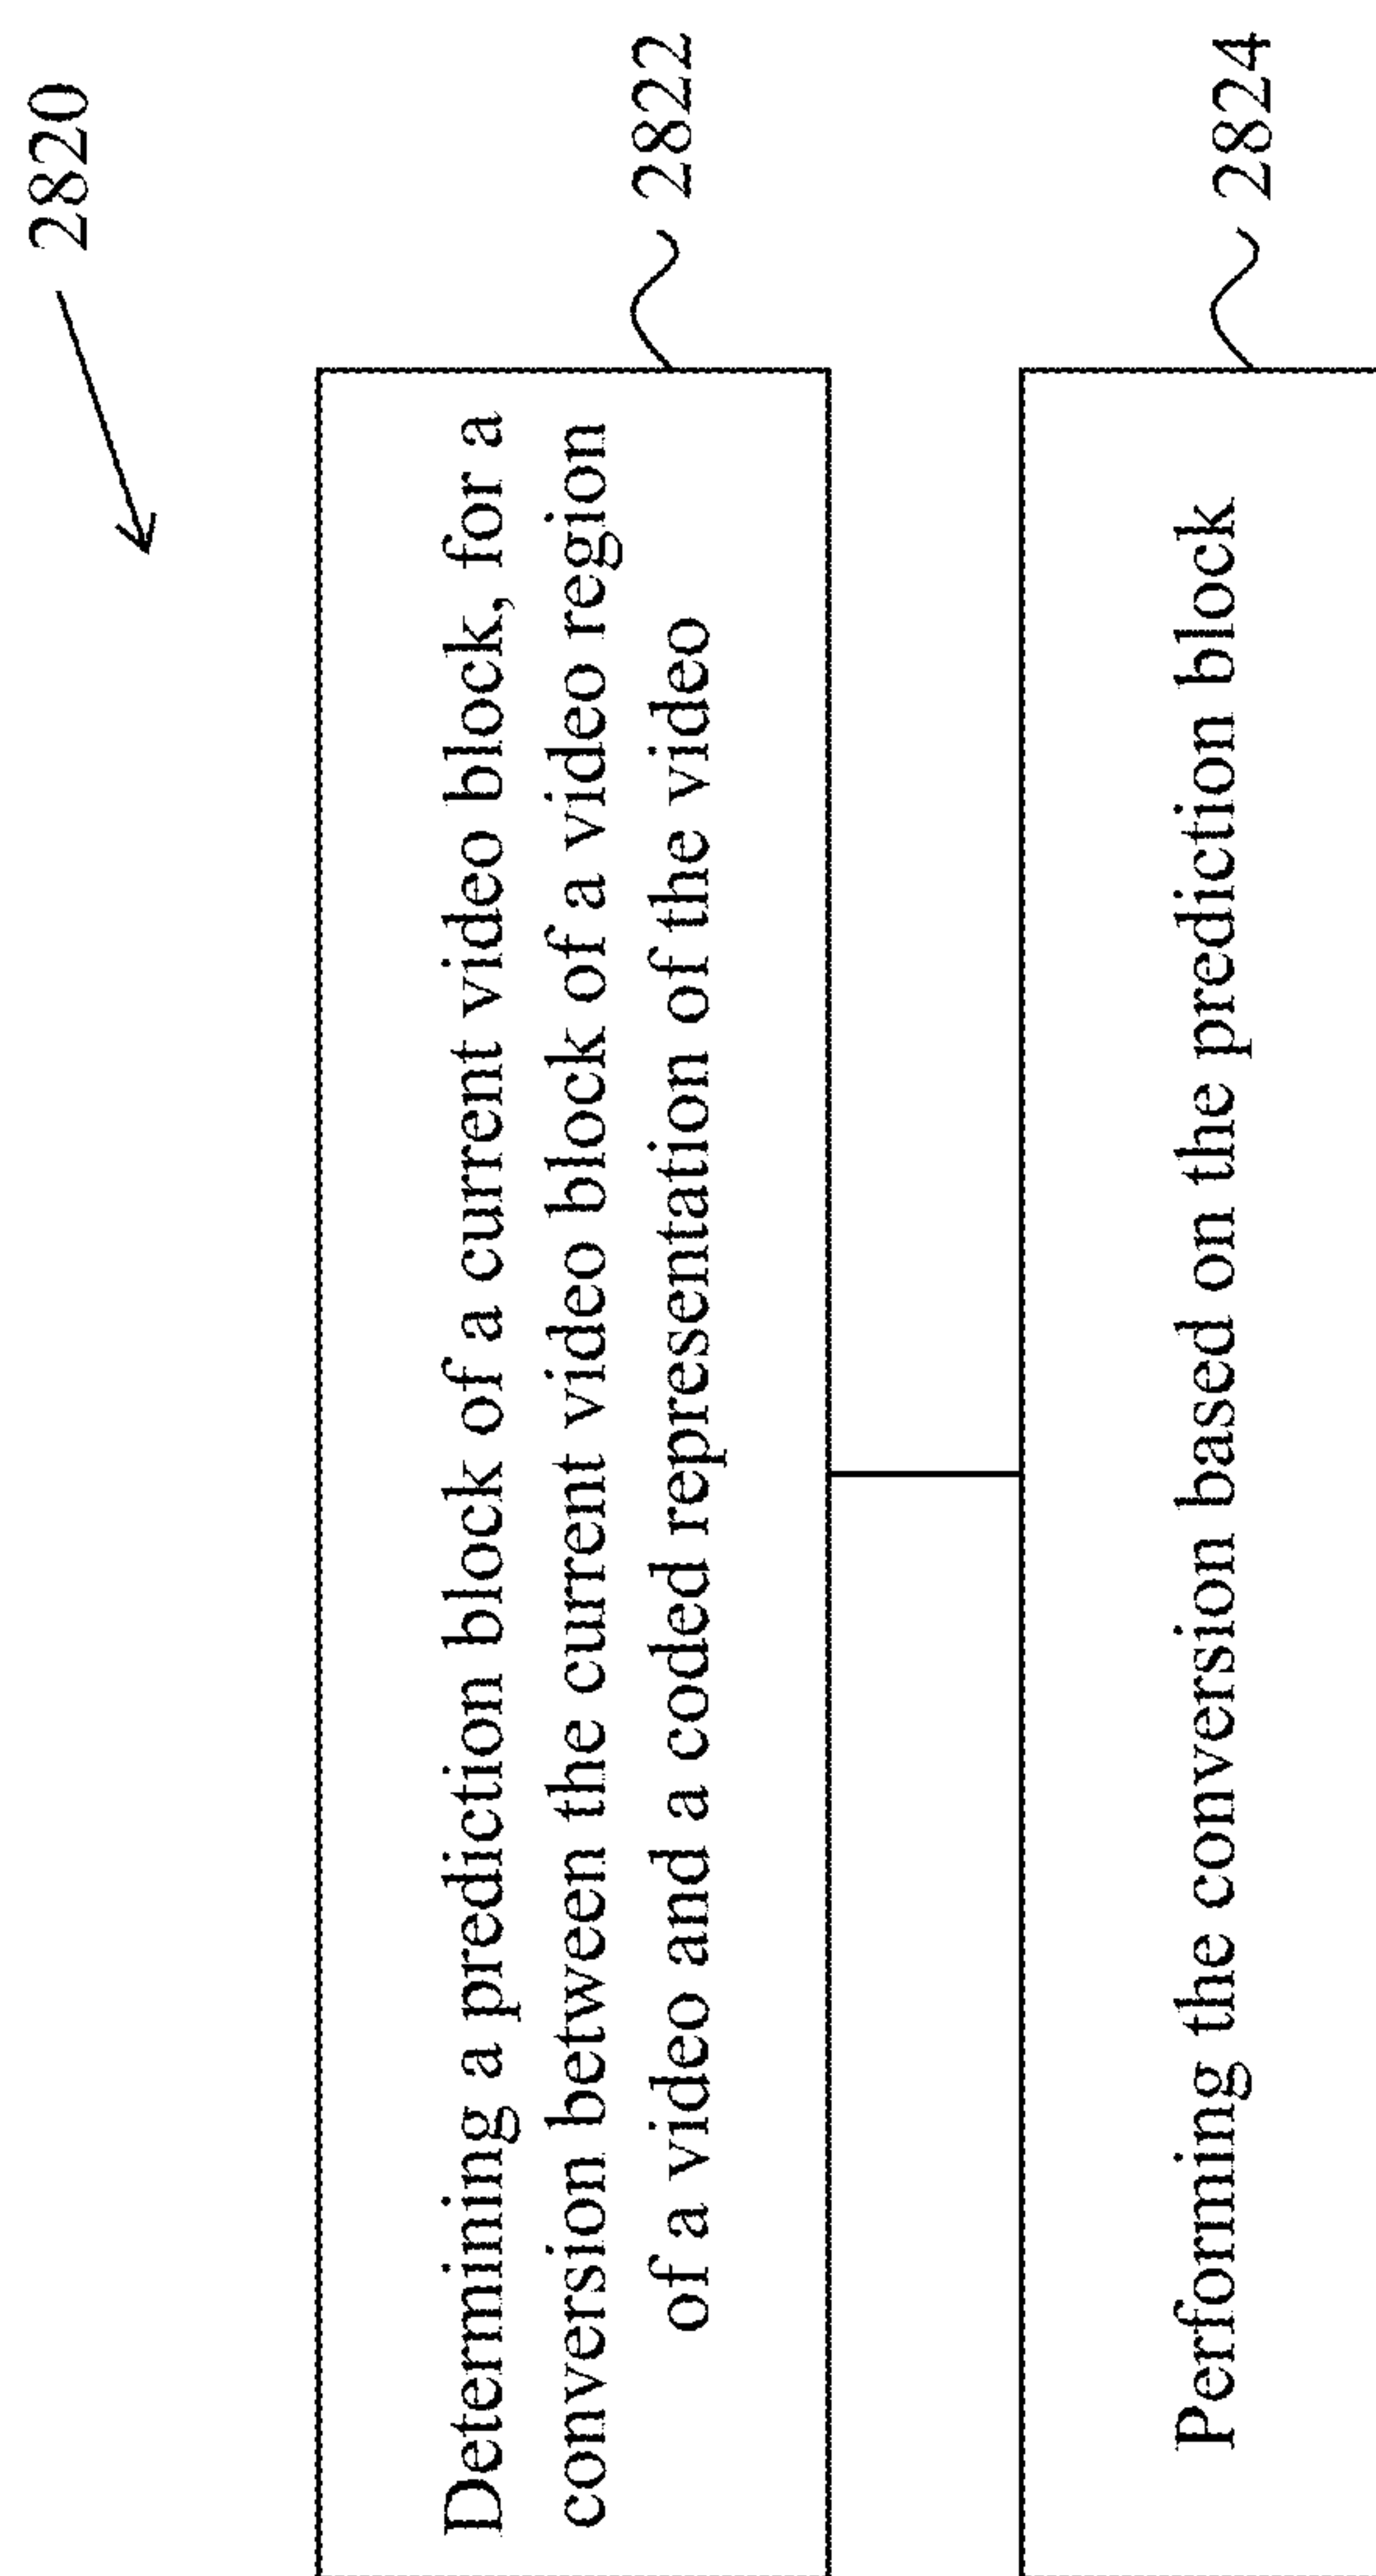 2820
Determining a prediction block of a current video block, for a
conversion between the current video block of a video region
of a video and a coded representation of the video
2822
Performing the conversion based on the prediction block
2824